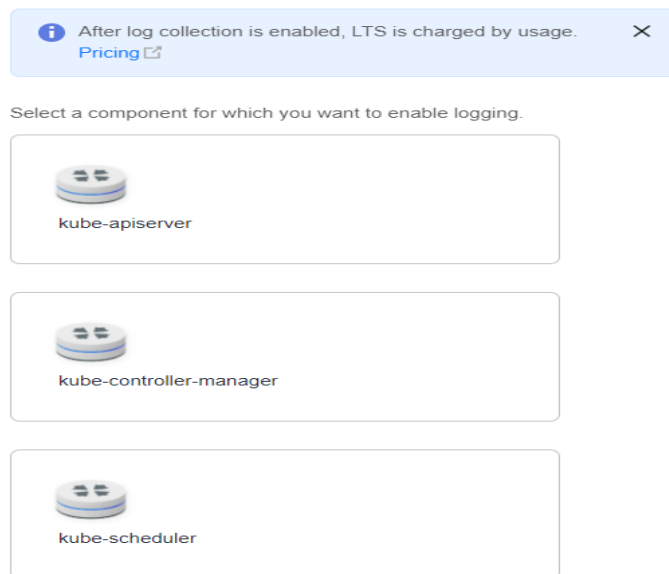 After log collection is enabled, LTS is charged by usage.
Pricing
Select a component for which you want to enable logging.
kube-apiserver
kube-controller-manager
kube-scheduler